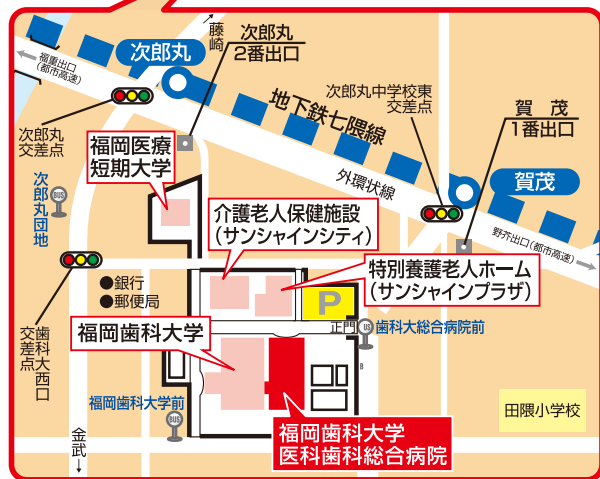 藤崎
次郎丸
2番出口
福重出口
(都市高速)
次郎丸
地下鉄七隈線
次郎丸中学校東
交差点
賀 茂
1番出口
次郎丸
交差点
福岡医療
短期大学
外環状線
賀茂
次郎丸団地
BUS
介護老人保健施設
(サンシャインシティ)
野芥出口(都市高速)
特別養護老人ホーム
(サンシャインプラザ)
●銀行
●郵便局
P
歯科大西口
交差点
福岡歯科大学
正門
歯科大総合病院前
福岡歯科大学前
BUS
田隈小学校
福岡歯科大学
医科歯科総合病院
金武